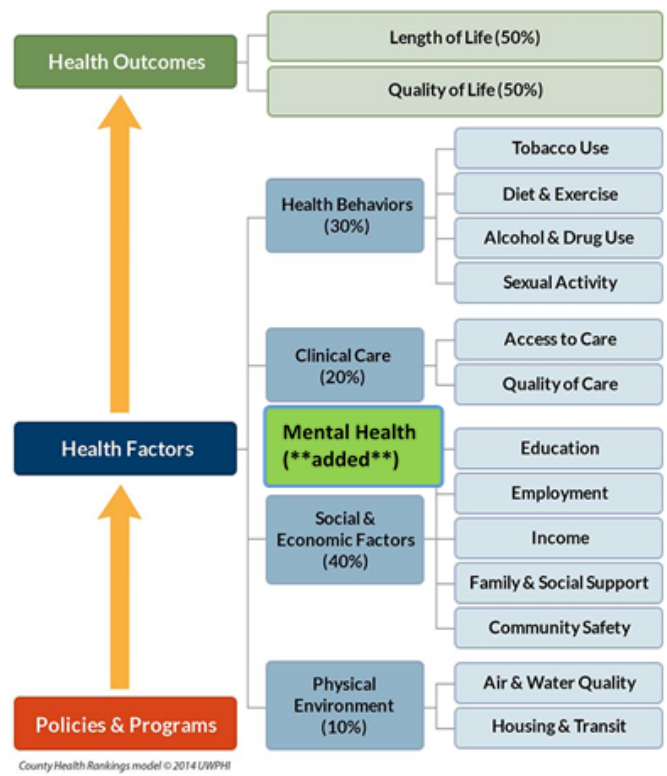 Health Outcomes
Length of Life (50%)
Quality of Life (50%)
Health Behaviors
(30%)
Tobacco Use
Diet & Exercise
Alcohol & Drug Use
Sexual Activity
Clinical Care
(20%)
Access to Care
Quality of Care
Health Factors
Mental Health
(**added**)
Social &
Economic Factors
(40%)
Education
Employment
Income
Family & Social Support
Community Safety
Physical
Environment
(10%)
Air & Water Quality
Housing & Transit
Policies & Programs
County Health Rankings model © 2014 UWPHI